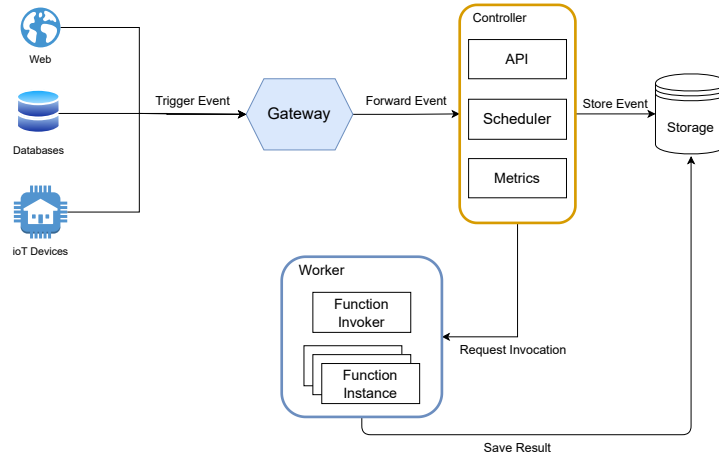 Web
Databases
ioT Devices
Trigger Event
Gateway
Forward Event
Controller
API
Scheduler
Metrics
Store Event
Storage
Request Invocation
Worker
Function
Invoker
Function
Instance
Save Result